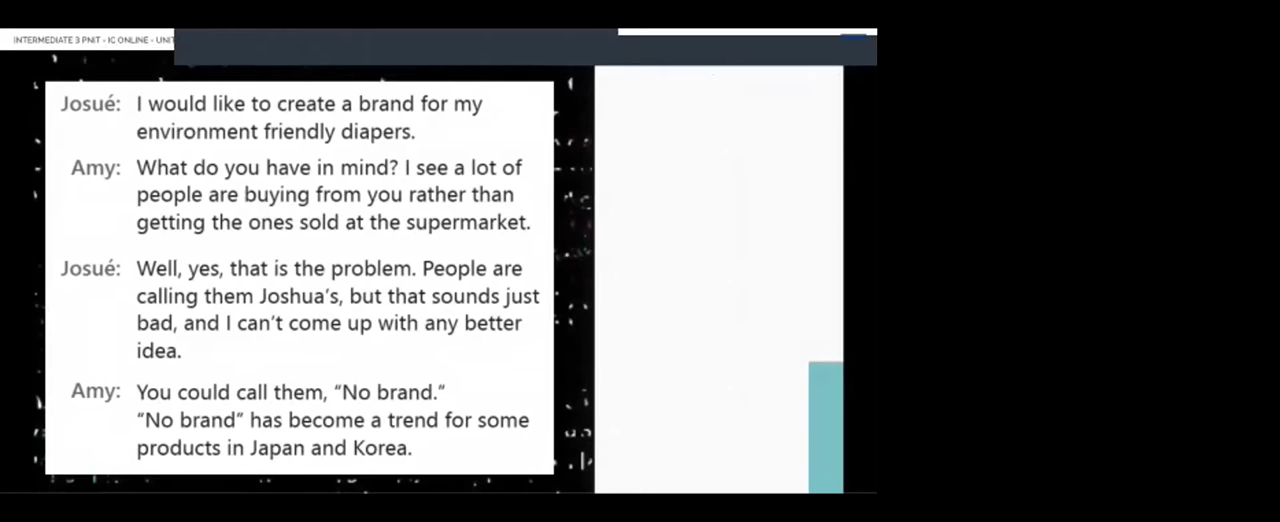 INTERMEDIATE 3 PNIT - IC ONLINE - UNIT
Josué: I would like to create a brand for my
environment friendly diapers.
Amy: What do you have in mind? I see a lot of
people are buying from you rather than
getting the ones sold at the supermarket.
Josué: Well, yes, that is the problem. People are
calling them Joshua’s, but that sounds just
bad, and I can’t come up with any better
idea.
Amy: You could call them, “No brand.”
“No brand” has become a trend for some
products in Japan and Korea.